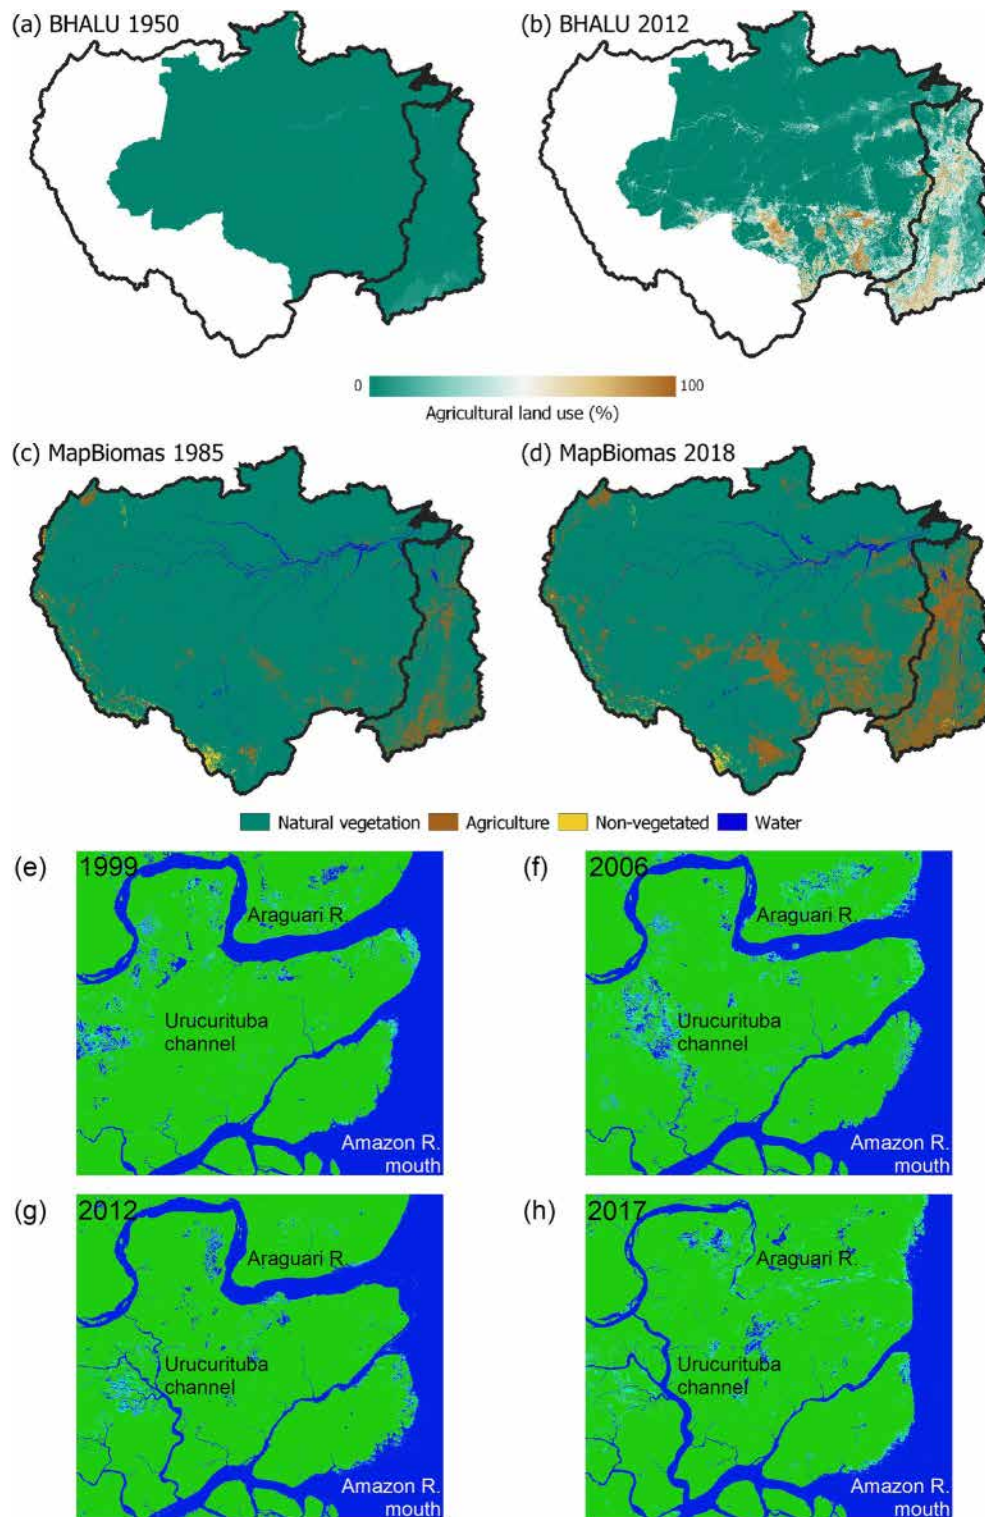 (a) BHALU 1950
(b) BHALU 2012
0
100
Agricultural land use (%)
(c) MapBiomas 1985
(d) MapBiomas 2018
Natural vegetation
Agriculture
Non-vegetated
Water
(e)
1999
Araguari R.
Urucurituba
channel
Amazon R.
mouth
(f)
2006
Araguari R.
Urucurituba
channel
Amazon R.
mouth
(g)
2012
Araguari R.
Urucurituba
channel
Amazon R.
mouth
(h)
2017
Araguari R.
Urucurituba
channel
Amazon R.
mouth